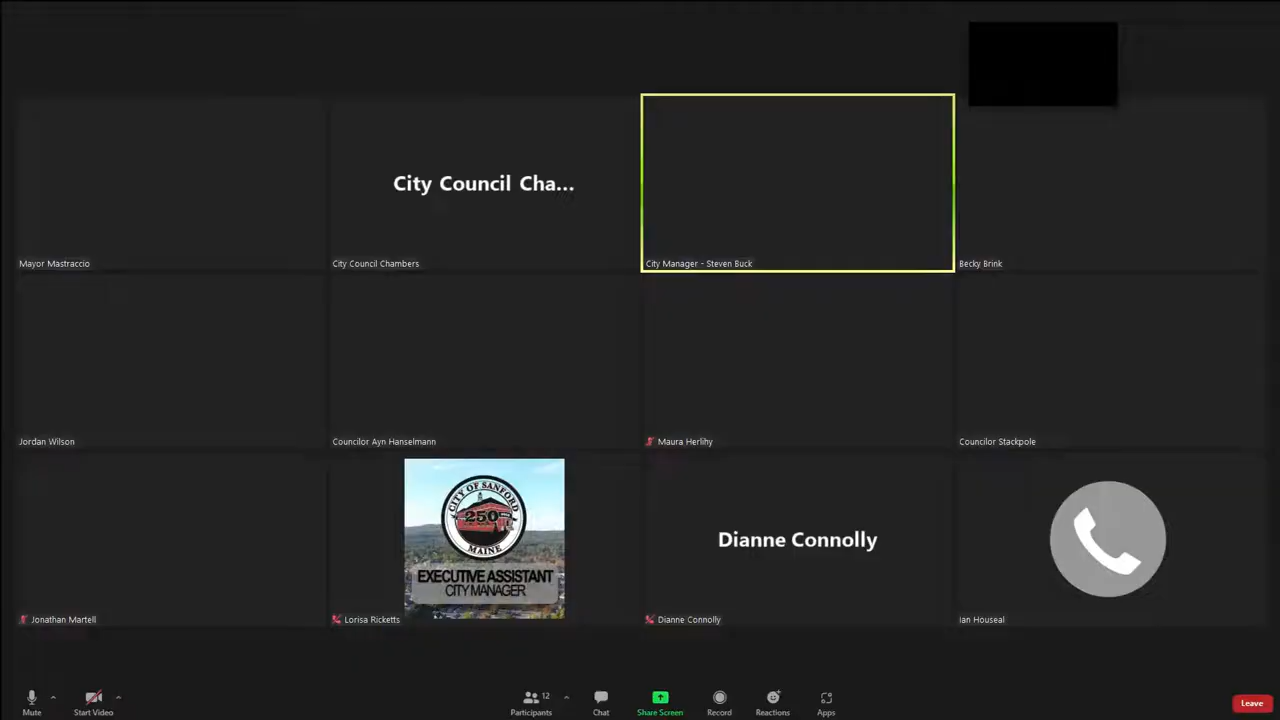 City Council Cha...
Mayor Mastraccio
City Council Chambers
City Manager - Steven Buck
Becky Brink
Jordan Wilson
Councilor Ayn Hanselmann
Maura Herlihy
Councilor Stackpole
CITY OF SANFORD
250
MAINE
EXECUTIVE ASSISTANT
CITY MANAGER
Dianne Connolly
Jonathan Martell
Lorisa Ricketts
Dianne Connolly
Ian Houseal
12
Mute
Start Video
Participants
Chat
Share Screen
Record
Reactions
Apps
Leave